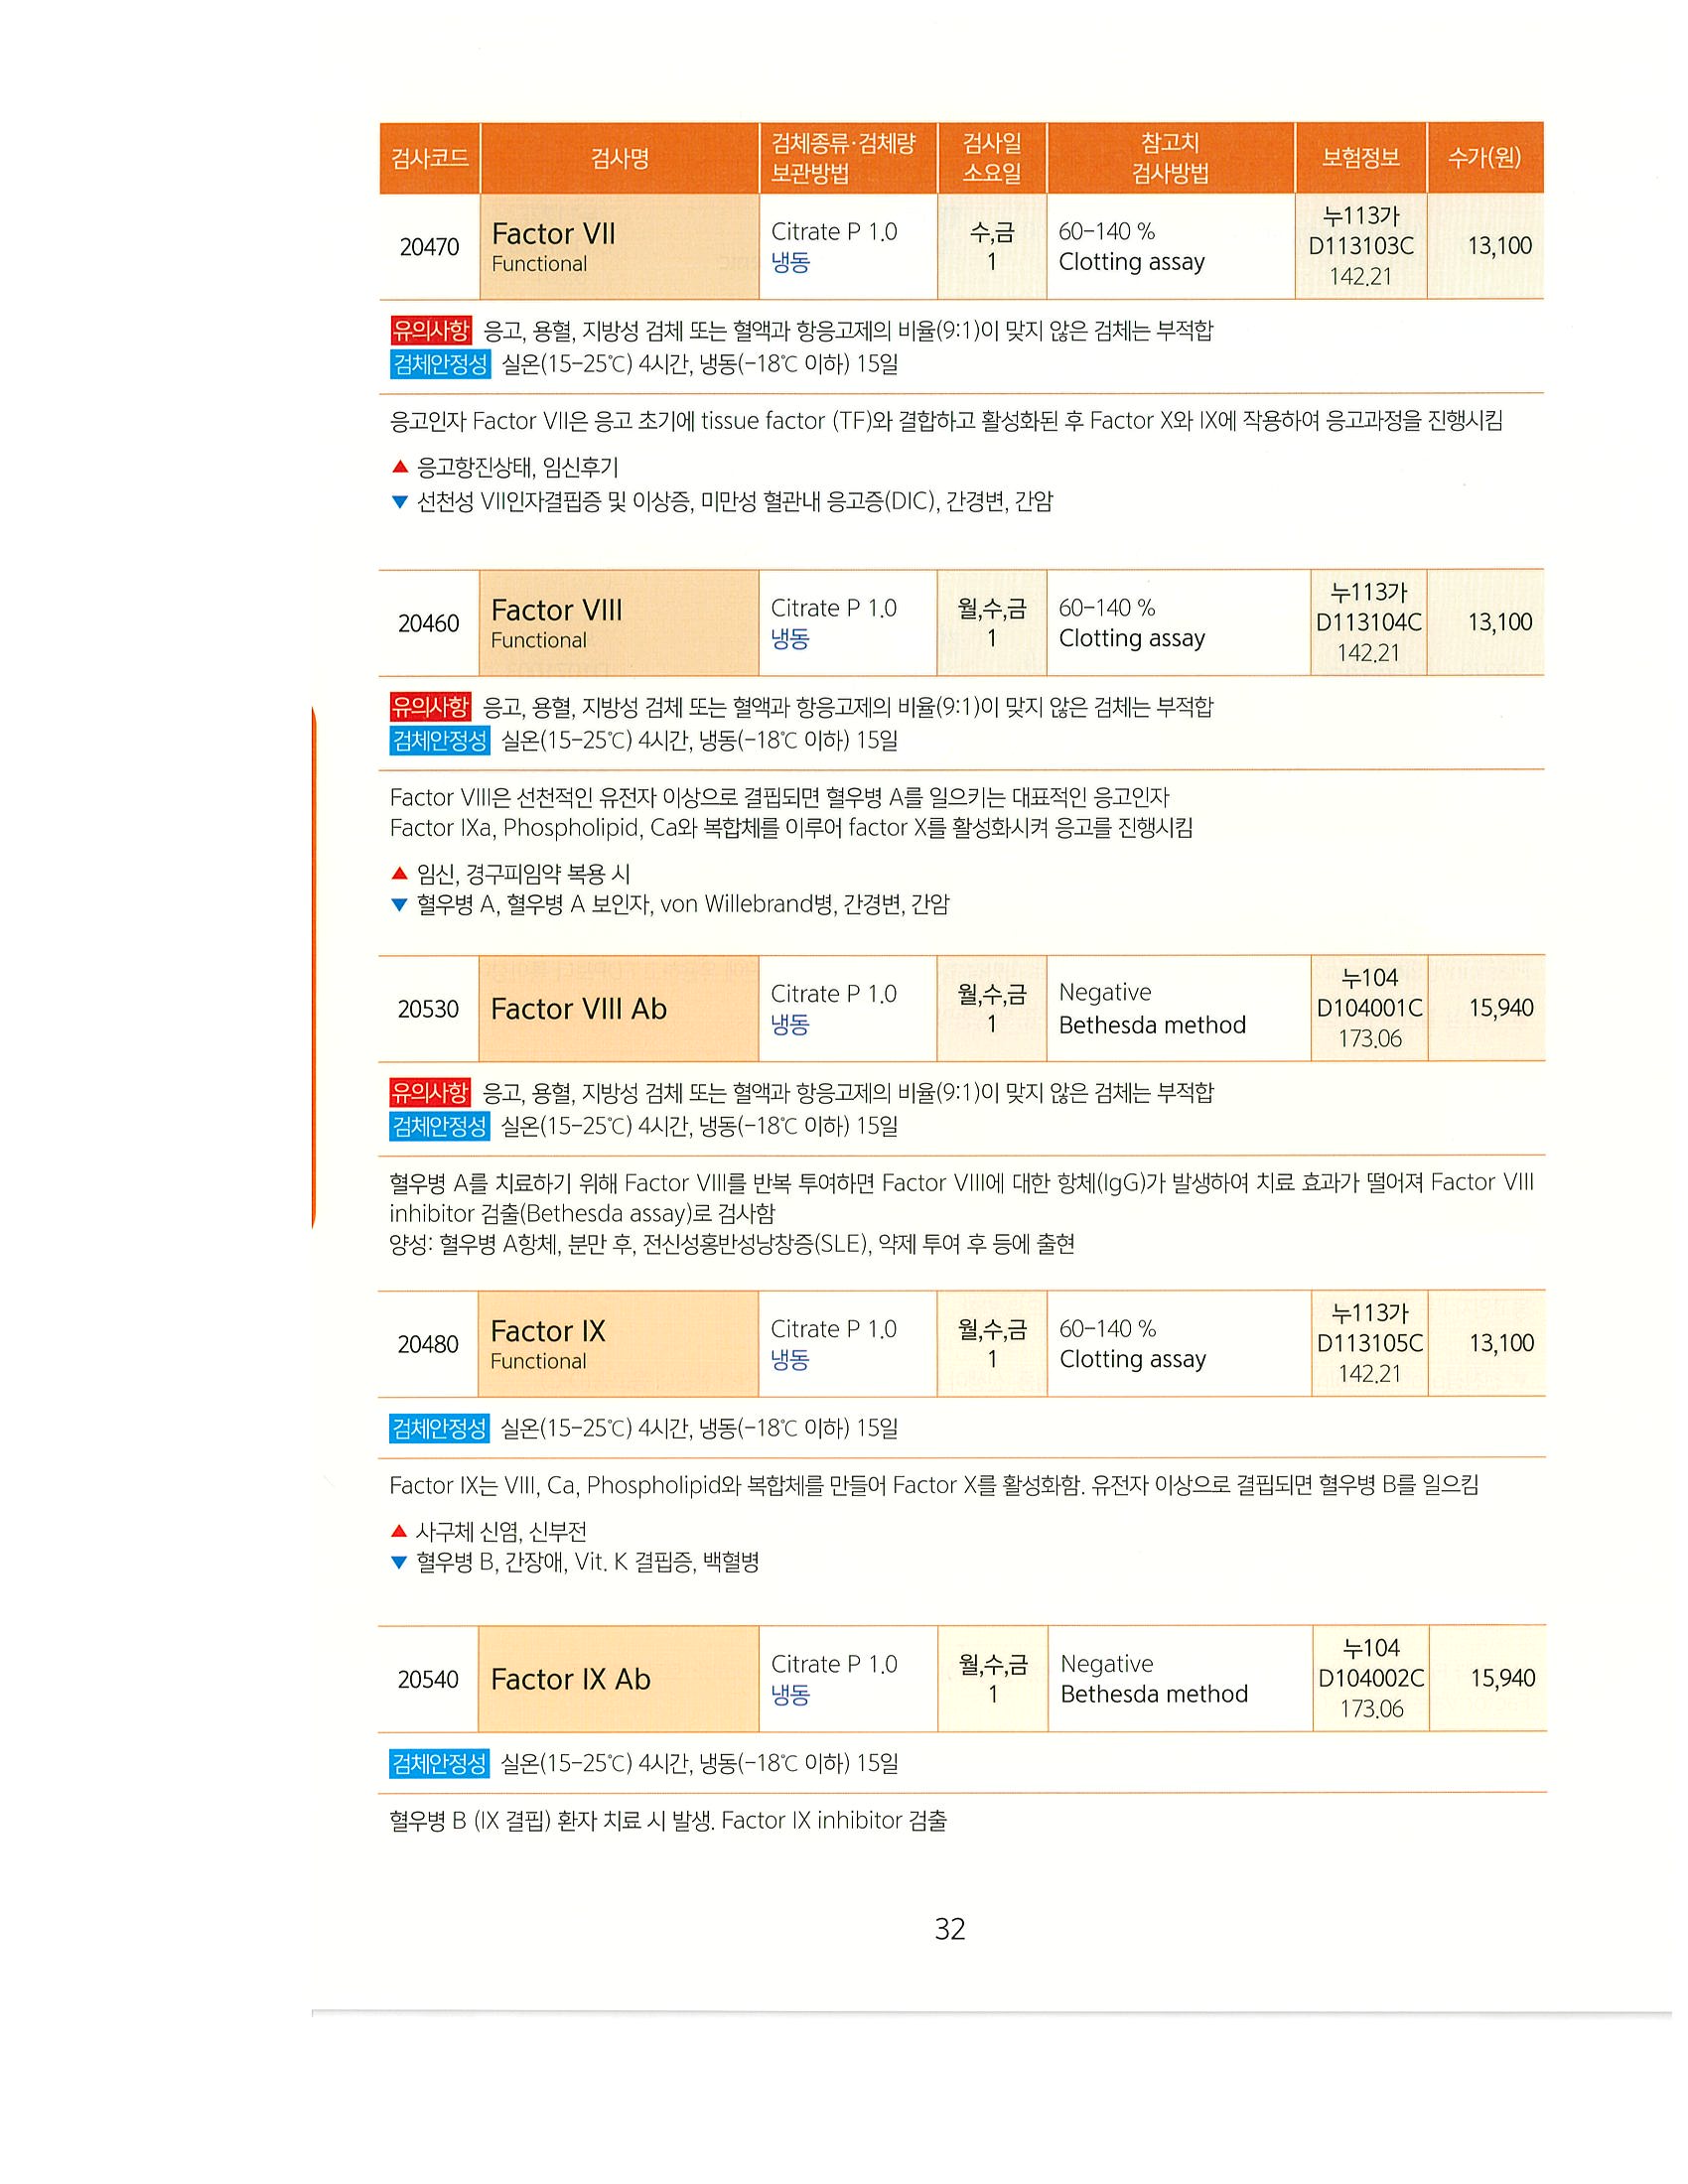 검사코드 검사명 검체종류·검체량 보관방법 검사일 소요일 참고치 검사방법 보험정보 수가(원)
20470 Factor VII Functional Citrate P 1.0 냉동 수,금 1 60-140 % Clotting assay 누113가 D113103C 142.21 13,100
유의사항 응고, 용혈, 지방성 검체 또는 혈액과 항응고제의 비율(9:1)이 맞지 않은 검체는 부적합
검체안정성 실온(15-25℃) 4시간, 냉동(-18℃ 이하) 15일
응고인자 Factor VII은 응고 초기에 tissue factor (TF)와 결합하고 활성화된 후 Factor X와 IX에 작용하여 응고과정을 진행시킴
▲ 응고항진상태, 임신후기
▼ 선천성 VII인자결핍증 및 이상증, 미만성 혈관내 응고증(DIC), 간경변, 간암
20460 Factor VIII Functional Citrate P 1.0 냉동 월,수,금 1 60-140 % Clotting assay 누113가 D113104C 142.21 13,100
유의사항 응고, 용혈, 지방성 검체 또는 혈액과 항응고제의 비율(9:1)이 맞지 않은 검체는 부적합
검체안정성 실온(15-25℃) 4시간, 냉동(-18℃ 이하) 15일
Factor VIII은 선천적인 유전자 이상으로 결핍되면 혈우병 A를 일으키는 대표적인 응고인자
Factor IXa, Phospholipid, Ca와 복합체를 이루어 factor X를 활성화시켜 응고를 진행시킴
▲ 임신, 경구피임약 복용 시
▼ 혈우병 A, 혈우병 A 보인자, von Willebrand병, 간경변, 간암
20530 Factor VIII Ab Citrate P 1.0 냉동 월,수,금 1 Negative Bethesda method 누104 D104001C 173.06 15,940
유의사항 응고, 용혈, 지방성 검체 또는 혈액과 항응고제의 비율(9:1)이 맞지 않은 검체는 부적합
검체안정성 실온(15-25℃) 4시간, 냉동(-18℃ 이하) 15일
혈우병 A를 치료하기 위해 Factor VIII를 반복 투여하면 Factor VIII에 대한 항체(IgG)가 발생하여 치료 효과가 떨어져 Factor VIII
inhibitor 검출(Bethesda assay)로 검사함
양성: 혈우병 A항체, 분만 후, 전신성홍반성낭창증(SLE), 약제 투여 후 등에 출현
20480 Factor IX Functional Citrate P 1.0 냉동 월,수,금 1 60-140 % Clotting assay 누113가 D113105C 142.21 13,100
검체안정성 실온(15-25℃) 4시간, 냉동(-18℃ 이하) 15일
Factor IX는 VIII, Ca, Phospholipid와 복합체를 만들어 Factor X를 활성화함. 유전자 이상으로 결핍되면 혈우병 B를 일으킴
▲ 사구체 신염, 신부전
▼ 혈우병 B, 간장애, Vit. K 결핍증, 백혈병
20540 Factor IX Ab Citrate P 1.0 냉동 월,수,금 1 Negative Bethesda method 누104 D104002C 173.06 15,940
검체안정성 실온(15-25℃) 4시간, 냉동(-18℃ 이하) 15일
혈우병 B (IX 결핍) 환자 치료 시 발생. Factor IX inhibitor 검출
32